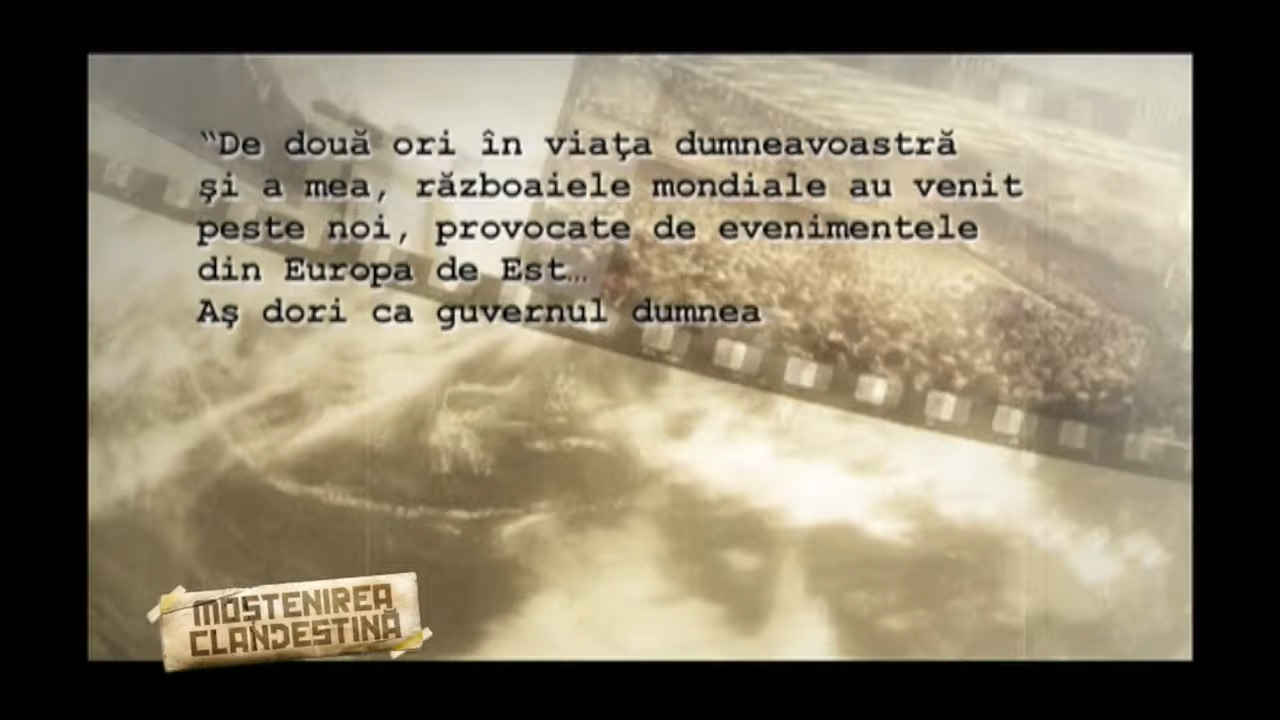 “De două ori în viaţa dumneavoastră
şi a mea, războaiele mondiale au venit
peste noi, provocate de evenimentele
din Europa de Est…
Aş dori ca guvernul dumnea
MOŞTENIREA
CLANDESTINĂ